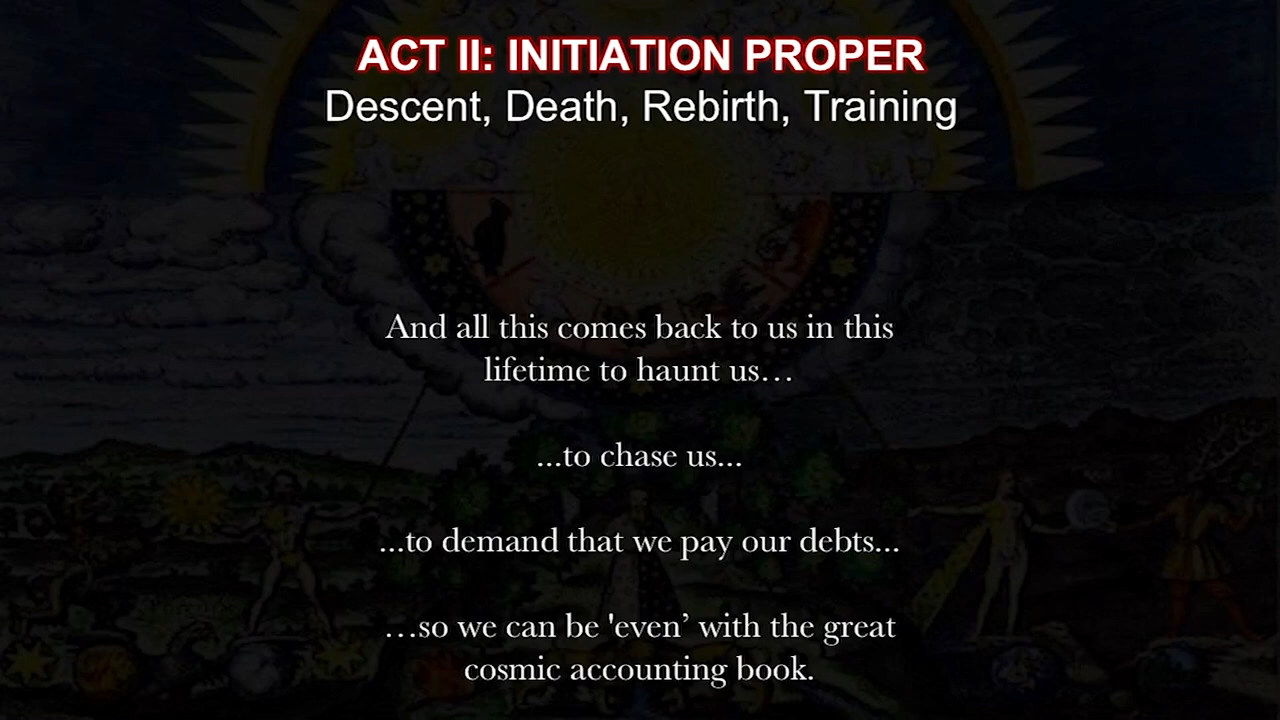 ACT II: INITIATION PROPER
Descent, Death, Rebirth, Training
And all this comes back to us in this
lifetime to haunt us…
...to chase us...
...to demand that we pay our debts...
…so we can be 'even’ with the great
cosmic accounting book.